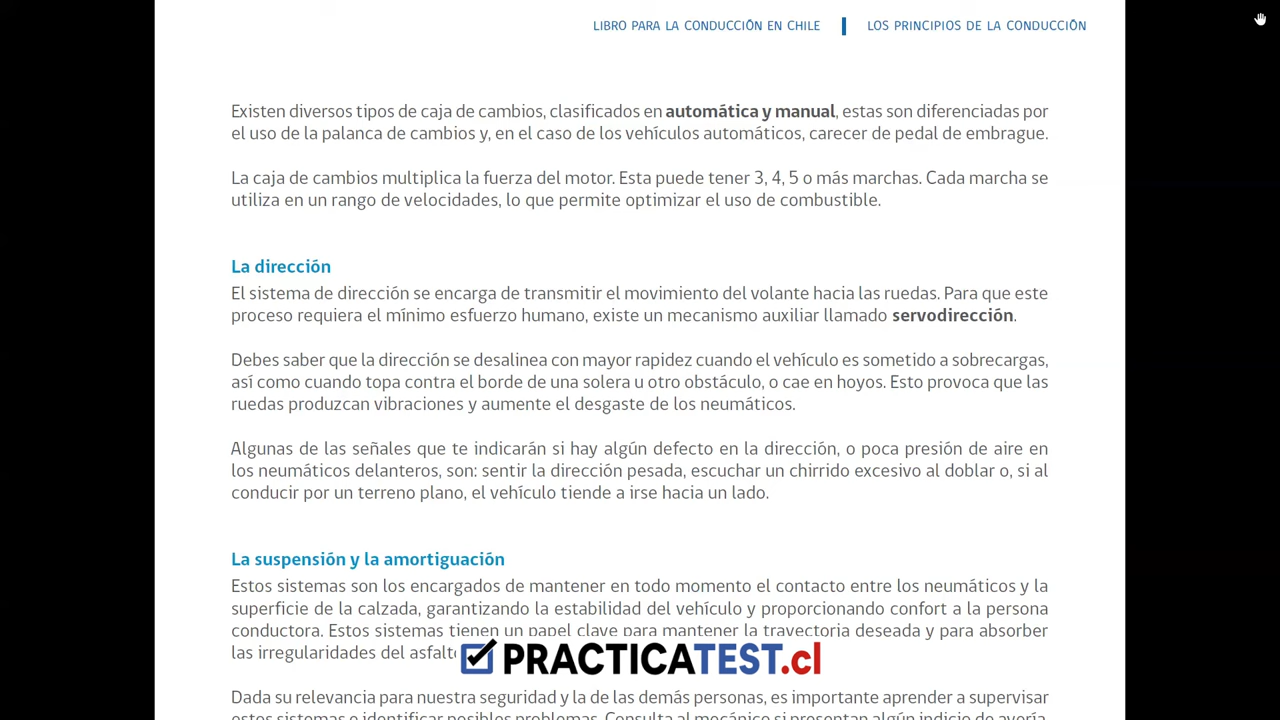 LIBRO PARA LA CONDUCCIÓN EN CHILE | LOS PRINCIPIOS DE LA CONDUCCIÓN
Existen diversos tipos de caja de cambios, clasificados en automática y manual, estas son diferenciadas por
el uso de la palanca de cambios y, en el caso de los vehículos automáticos, carecer de pedal de embrague.
La caja de cambios multiplica la fuerza del motor. Esta puede tener 3, 4, 5 o más marchas. Cada marcha se
utiliza en un rango de velocidades, lo que permite optimizar el uso de combustible.
La dirección
El sistema de dirección se encarga de transmitir el movimiento del volante hacia las ruedas. Para que este
proceso requiera el mínimo esfuerzo humano, existe un mecanismo auxiliar llamado servodirección.
Debes saber que la dirección se desalinea con mayor rapidez cuando el vehículo es sometido a sobrecargas,
así como cuando topa contra el borde de una solera u otro obstáculo, o cae en hoyos. Esto provoca que las
ruedas produzcan vibraciones y aumente el desgaste de los neumáticos.
Algunas de las señales que te indicarán si hay algún defecto en la dirección, o poca presión de aire en
los neumáticos delanteros, son: sentir la dirección pesada, escuchar un chirrido excesivo al doblar o, si al
conducir por un terreno plano, el vehículo tiende a irse hacia un lado.
La suspensión y la amortiguación
Estos sistemas son los encargados de mantener en todo momento el contacto entre los neumáticos y la
superficie de la calzada, garantizando la estabilidad del vehículo y proporcionando confort a la persona
conductora. Estos sistemas tienen un papel clave para mantener la trayectoria deseada y para absorber
las irregularidades del
PRACTICATEST.cl
Dada su relevancia para nuestra seguridad y la de las demás personas, es importante aprender a supervisar
estos sistemas e identificar posibles problemas. Consulta al mecánico si presentan algún indicio de avería.